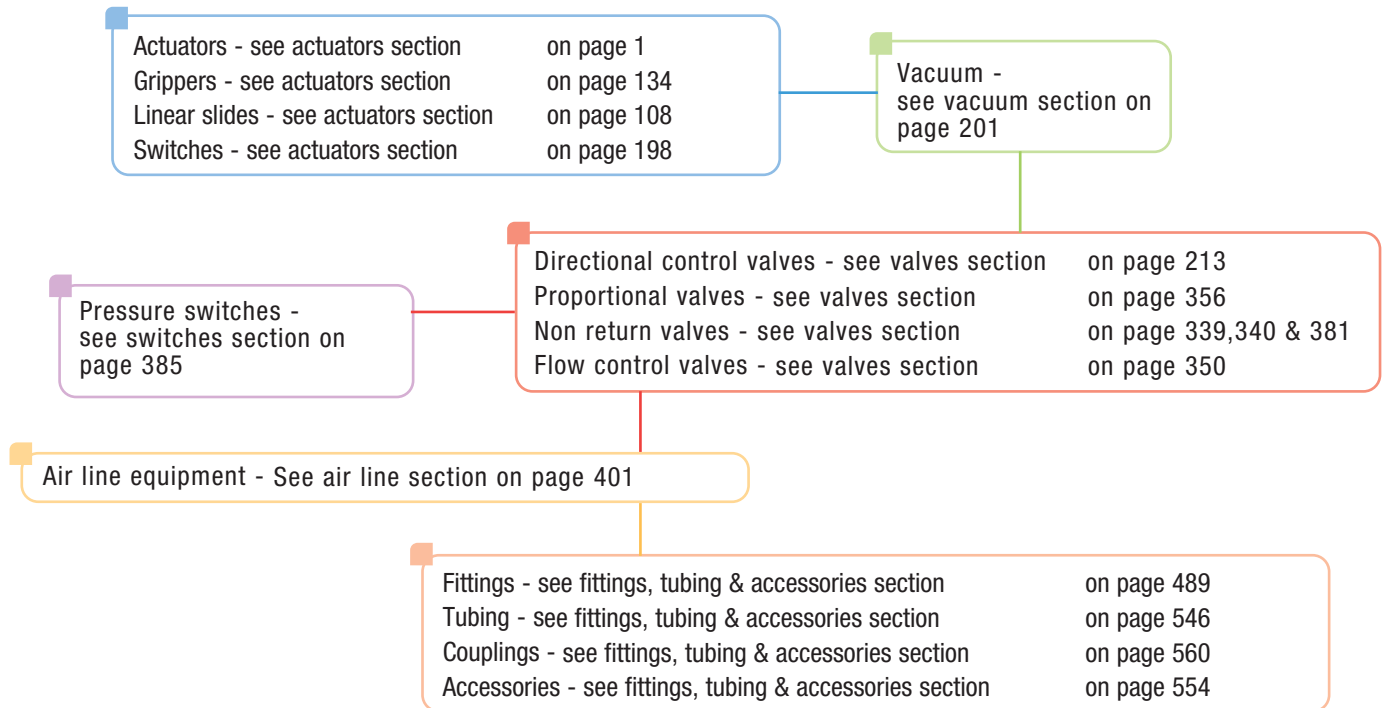 Actuators - see actuators section on page 1
Grippers - see actuators section on page 134
Linear slides - see actuators section on page 108
Switches - see actuators section on page 198
Vacuum -
see vacuum section on
page 201
Directional control valves - see valves section on page 213
Proportional valves - see valves section on page 356
Non return valves - see valves section on page 339,340 & 381
Flow control valves - see valves section on page 350
Pressure switches -
see switches section on
page 385
Air line equipment - See air line section on page 401
Fittings - see fittings, tubing & accessories section on page 489
Tubing - see fittings, tubing & accessories section on page 546
Couplings - see fittings, tubing & accessories section on page 560
Accessories - see fittings, tubing & accessories section on page 554